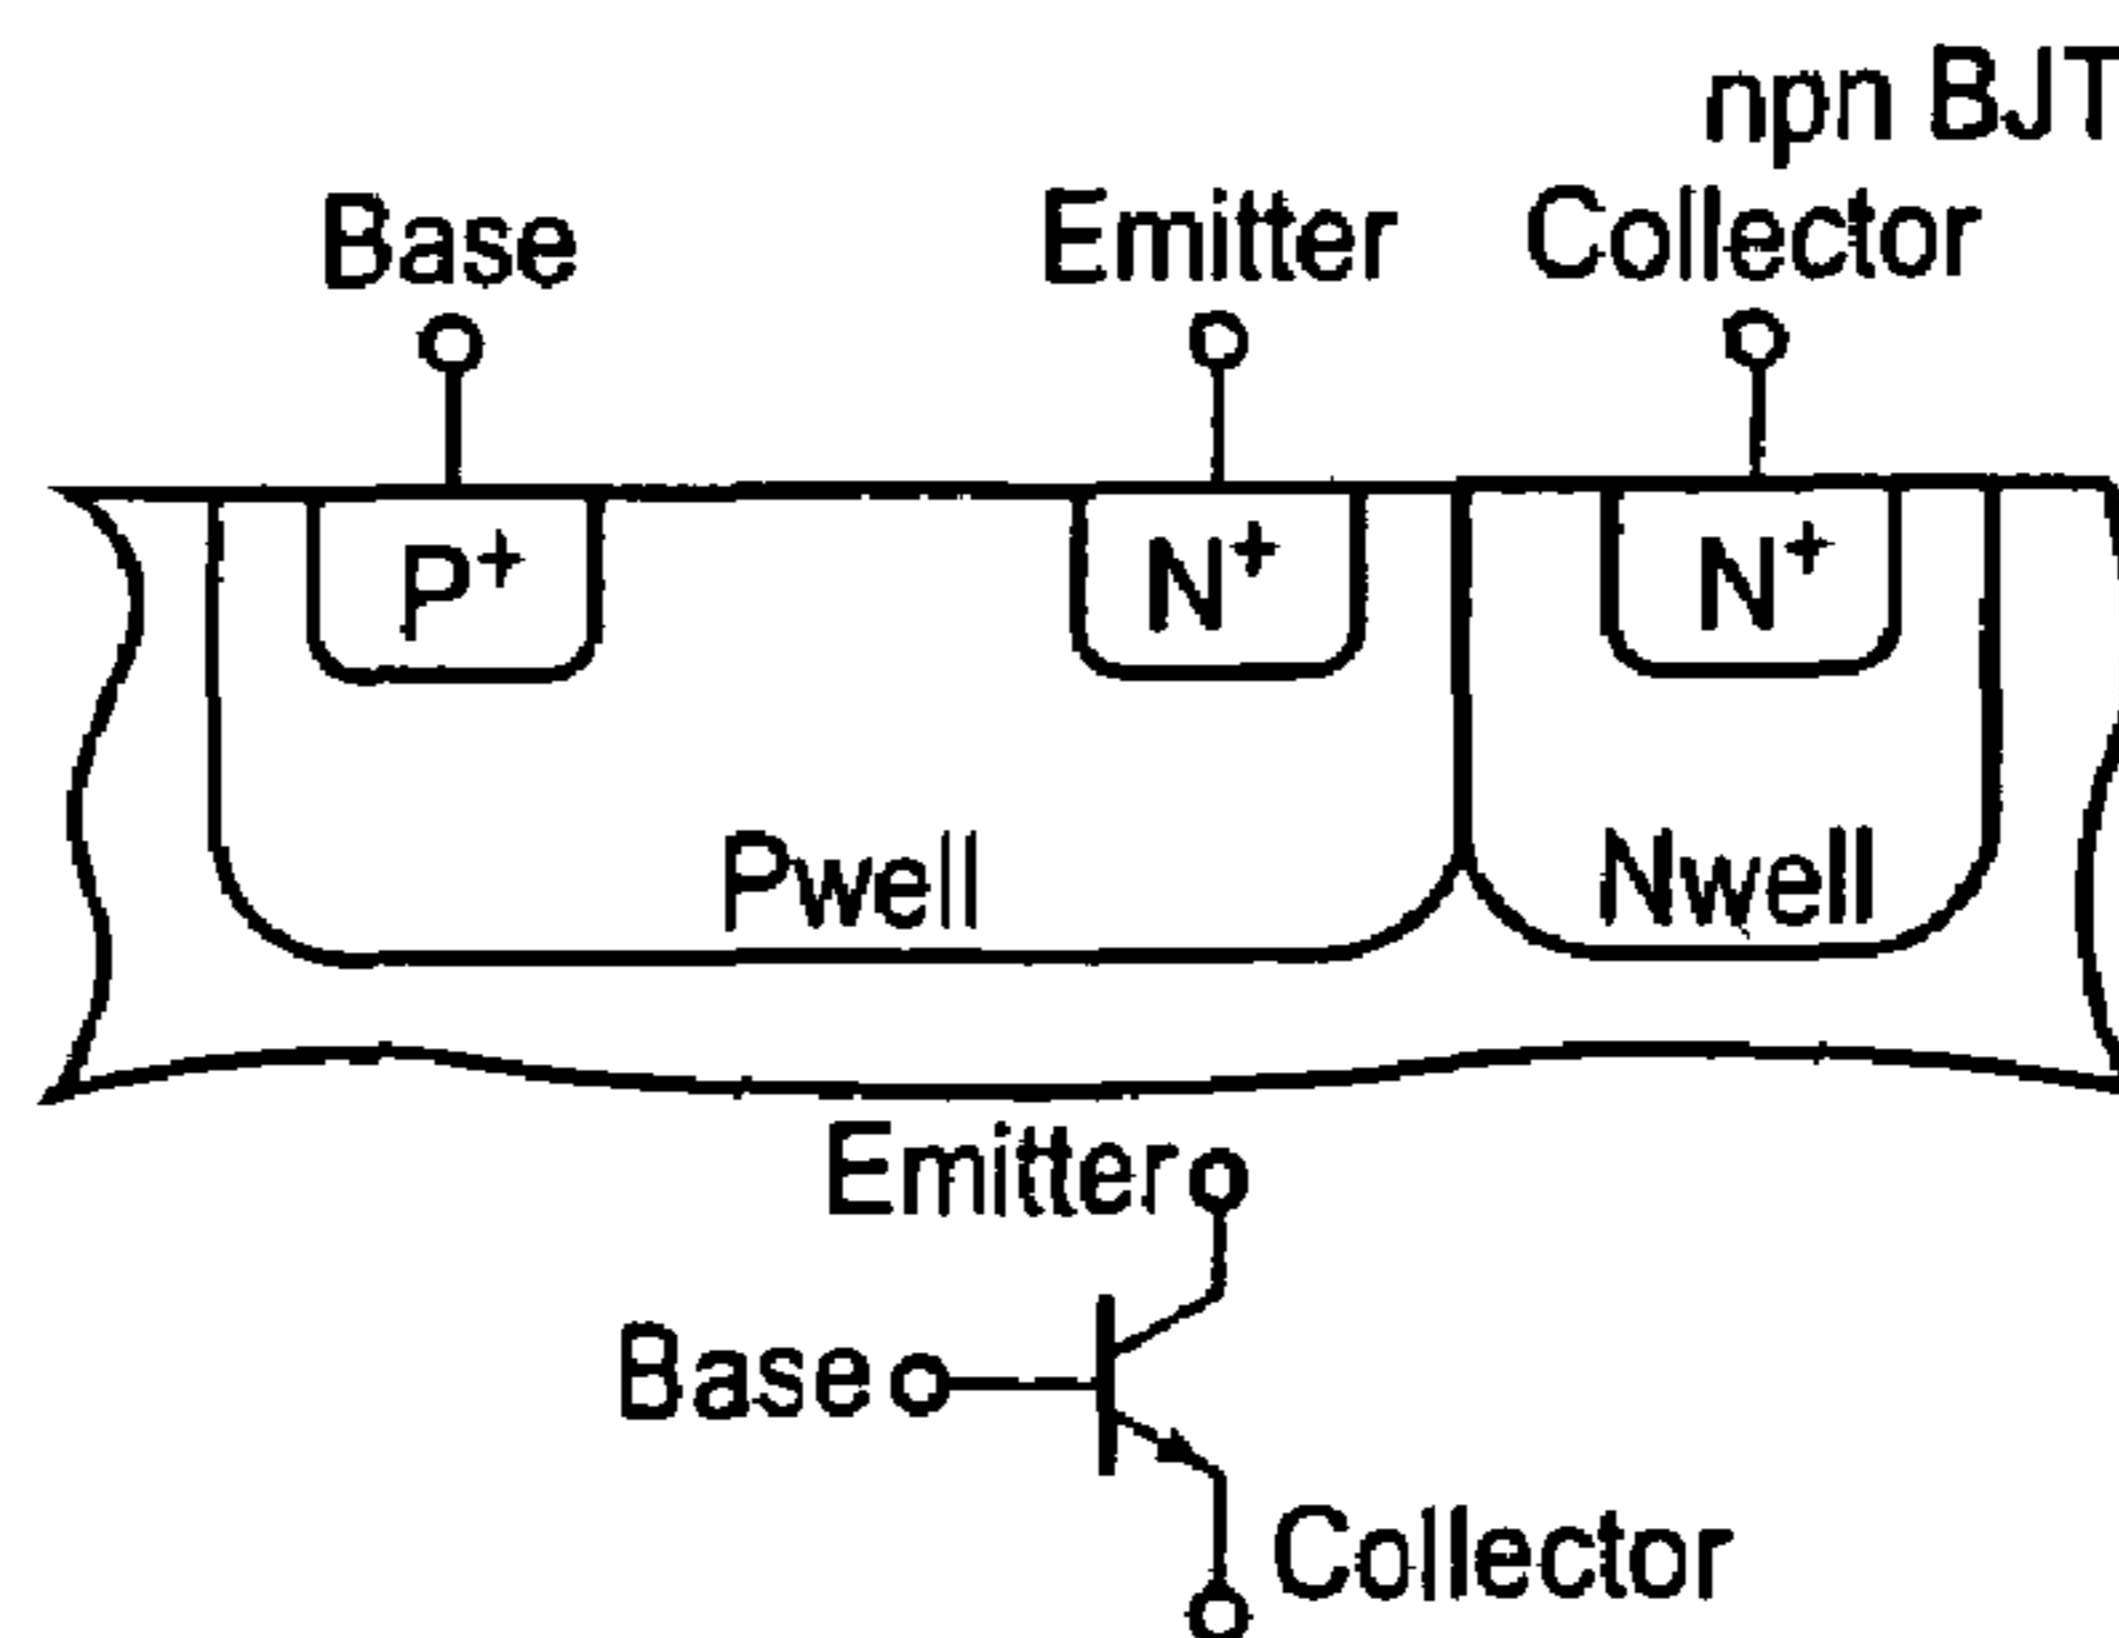 npn BJT
Base Emitter Collector
P+ N+ N+
Pwell Nwell
Emitter
Base
Collector